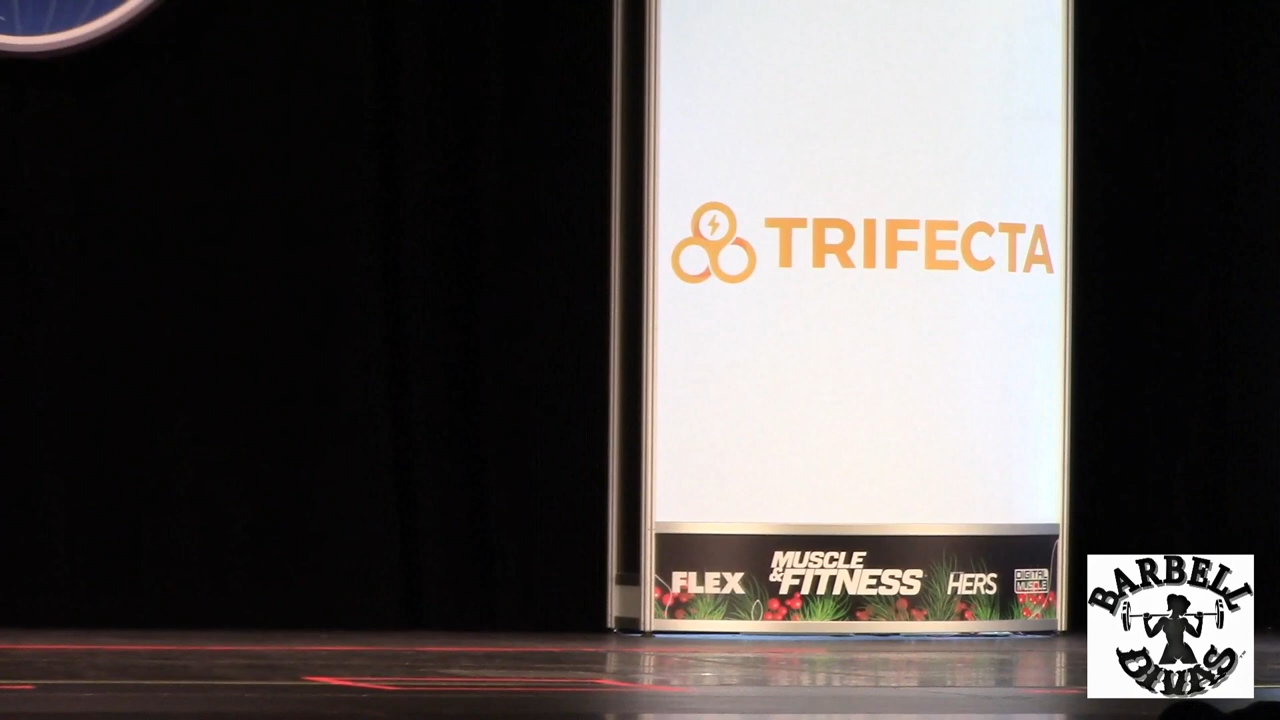 TRIFECTA
FLEX
MUSCLE
& FITNESS
HERS
DIGITAL
MUSCLE
BARBELL
DIVAS